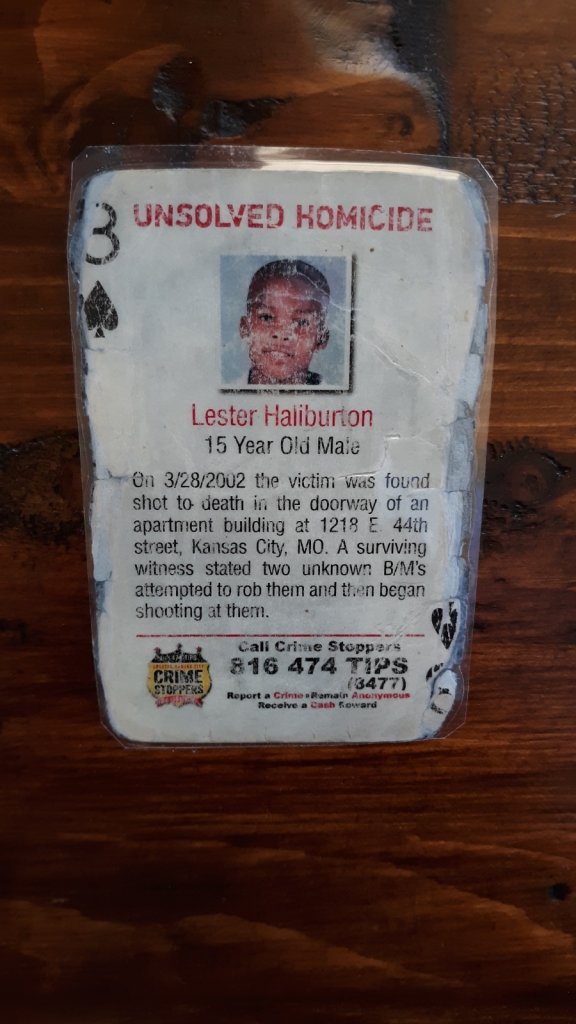 3
UNSOLVED HOMICIDE
Lester Haliburton
15 Year Old Male
On 3/28/2002 the victim was found
shot to death in the doorway of an
apartment building at 1218 E. 44th
street, Kansas City, MO. A surviving
witness stated two unknown B/M's
attempted to rob them and then began
shooting at them.
Call Crime Stoppers
816 474 TIPS
(8477)
Report a Crime • Remain Anonymous
Receive a Cash Reward
CRIME
STOPPERS